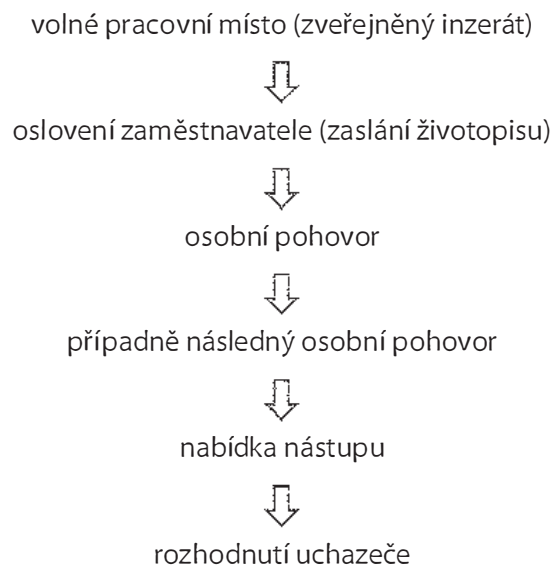 volné pracovní místo (zveřejněný inzerát)
oslovení zaměstnavatele (zaslání životopisu)
osobní pohovor
případně následný osobní pohovor
nabídka nástupu
rozhodnutí uchazeče